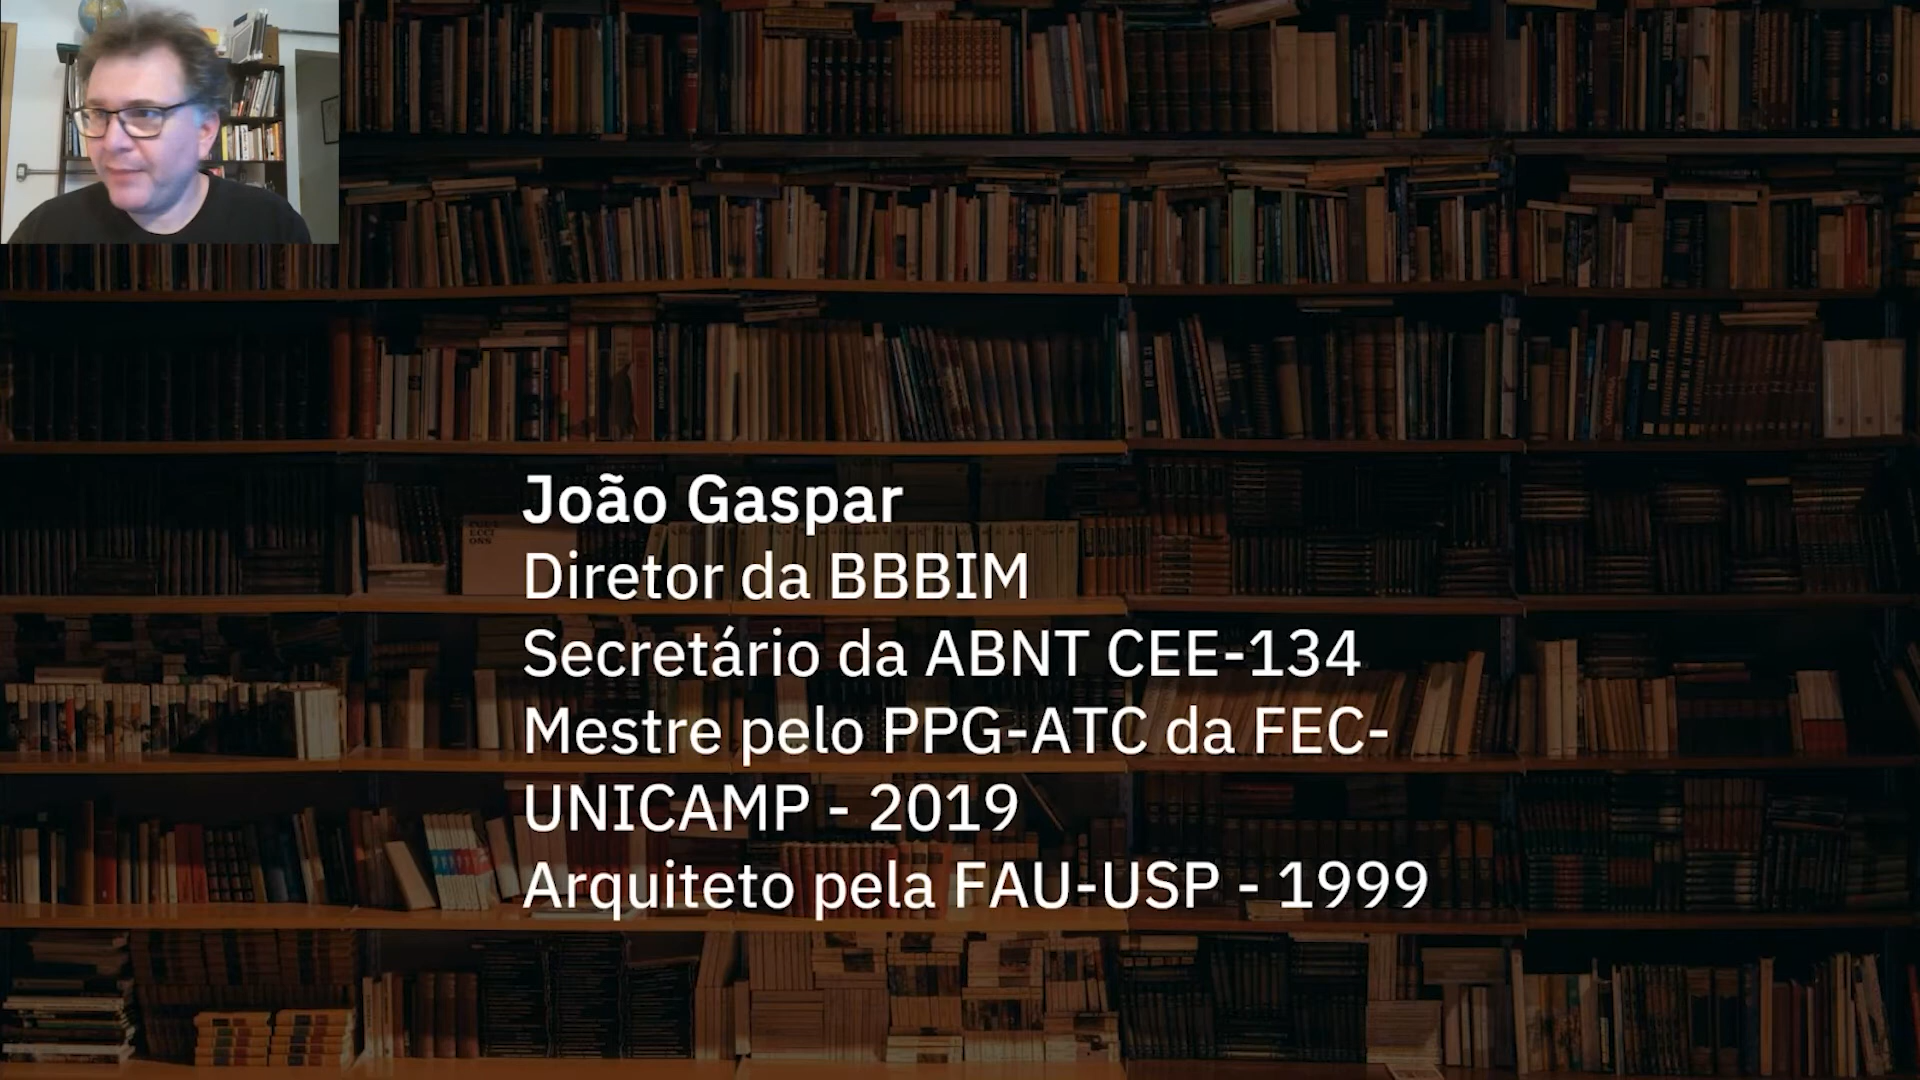 João Gaspar
Diretor da BBBIM
Secretário da ABNT CEE-134
Mestre pelo PPG-ATC da FEC-
UNICAMP - 2019
Arquiteto pela FAU-USP - 1999